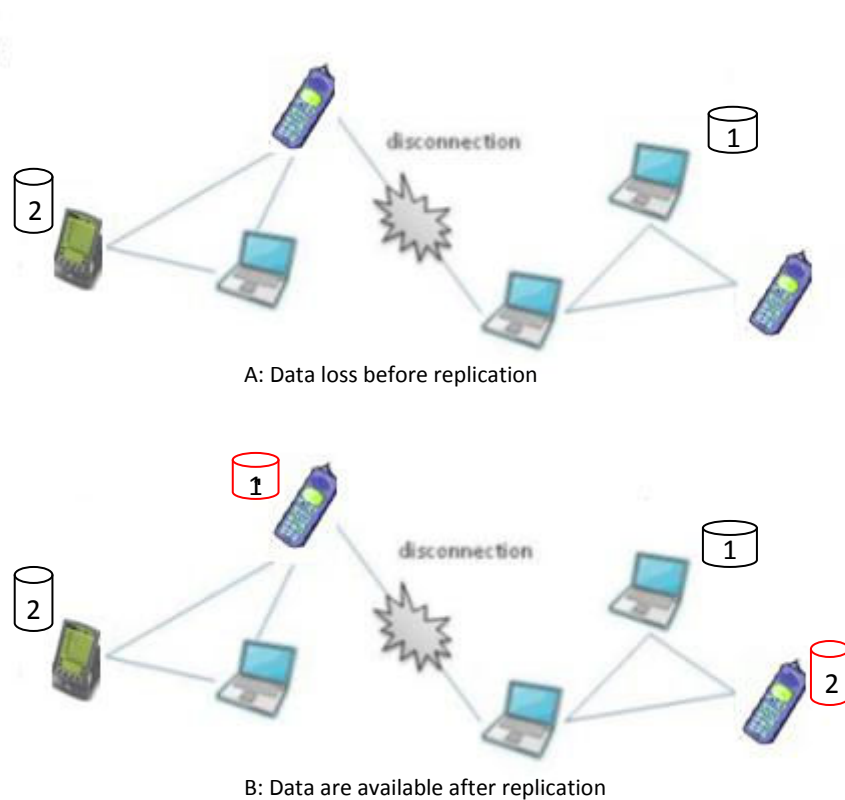 disconnection
1
2
A: Data loss before replication
1
disconnection
1
2
2
B: Data are available after replication